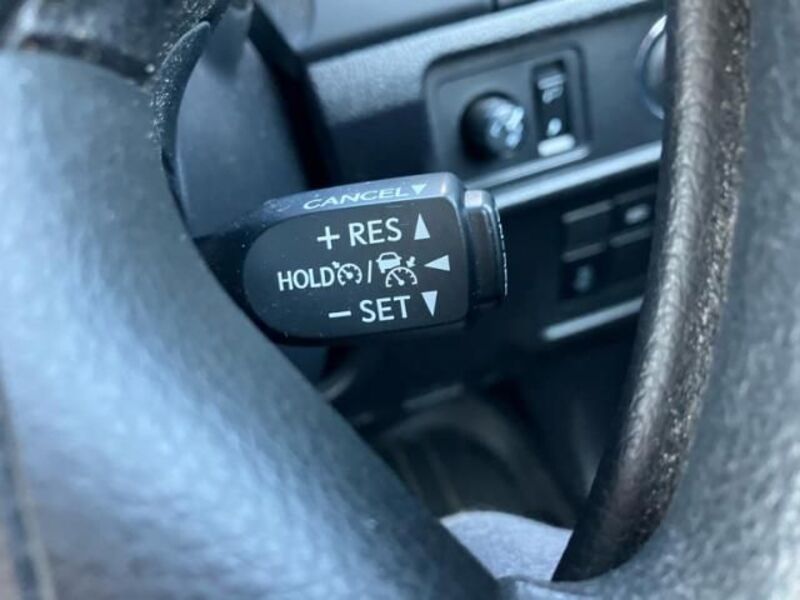 CANCEL▼
+ RES ▲
HOLD / ◀
− SET ▼